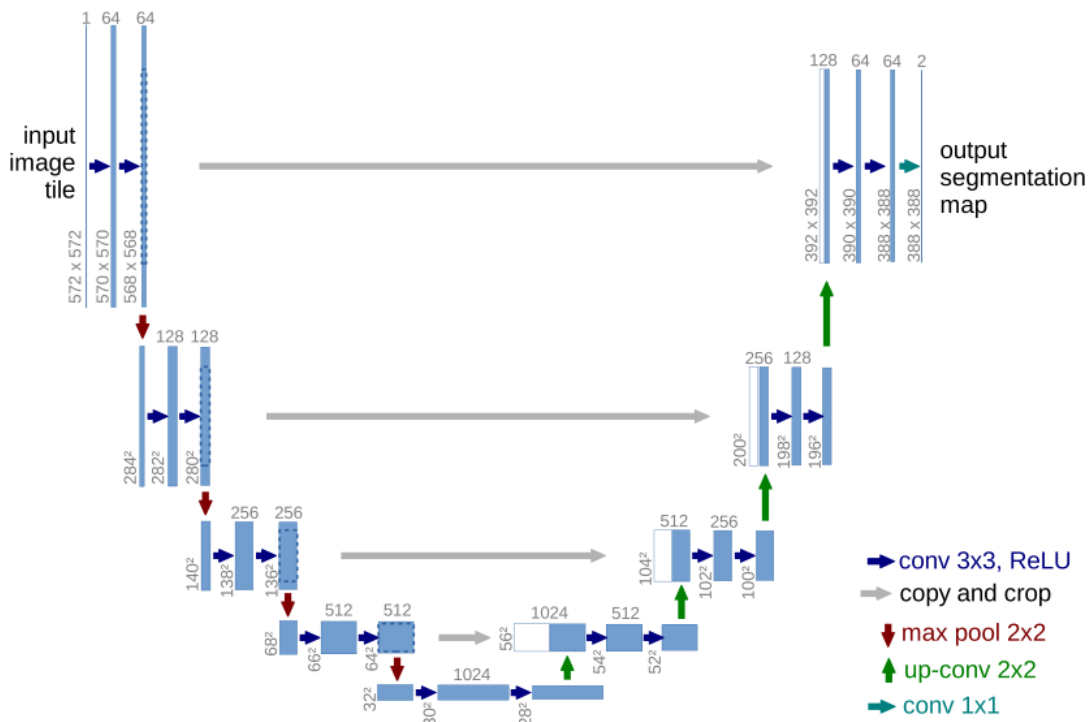 1 64 64
128 64 64 2
input
image
tile
output
segmentation
map
572 x 572
570 x 570
568 x 568
392 x 392
390 x 390
388 x 388
388 x 388
128 128
256 128
284²
282²
280²
200²
198²
196²
256 256
512 256
140²
138²
136²
104²
102²
100²
512 512
1024 512
68²
66²
64²
56²
54²
52²
1024
32²
30²
28²
conv 3x3, ReLU
copy and crop
max pool 2x2
up-conv 2x2
conv 1x1